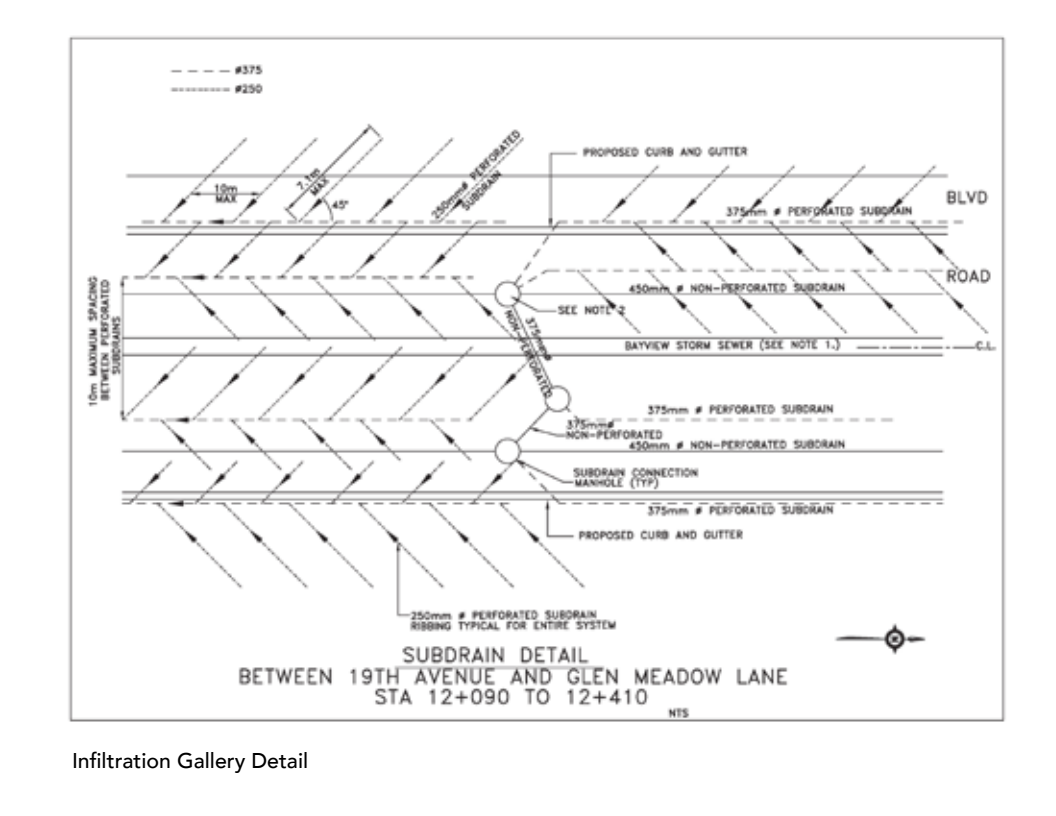 ø375
ø250
PROPOSED CURB AND GUTTER
10m
MAX
7.1m
MAX
45°
250mmø PERFORATED
SUBDRAIN
BLVD
375mm ø PERFORATED SUBDRAIN
ROAD
450mm ø NON-PERFORATED SUBDRAIN
SEE NOTE 2
10m MAXIMUM SPACING
BETWEEN PERFORATED
SUBDRAINS
375mmø
NON-PERFORATED
BAYVIEW STORM SEWER (SEE NOTE 1.)
C.L.
375mm ø PERFORATED SUBDRAIN
375mmø
NON-PERFORATED
450mm ø NON-PERFORATED SUBDRAIN
SUBDRAIN CONNECTION
MANHOLE (TYP)
375mm ø PERFORATED SUBDRAIN
PROPOSED CURB AND GUTTER
250mm ø PERFORATED SUBDRAIN
RIBBING TYPICAL FOR ENTIRE SYSTEM
SUBDRAIN DETAIL
BETWEEN 19TH AVENUE AND GLEN MEADOW LANE
STA 12+090 TO 12+410
NTS
Infiltration Gallery Detail